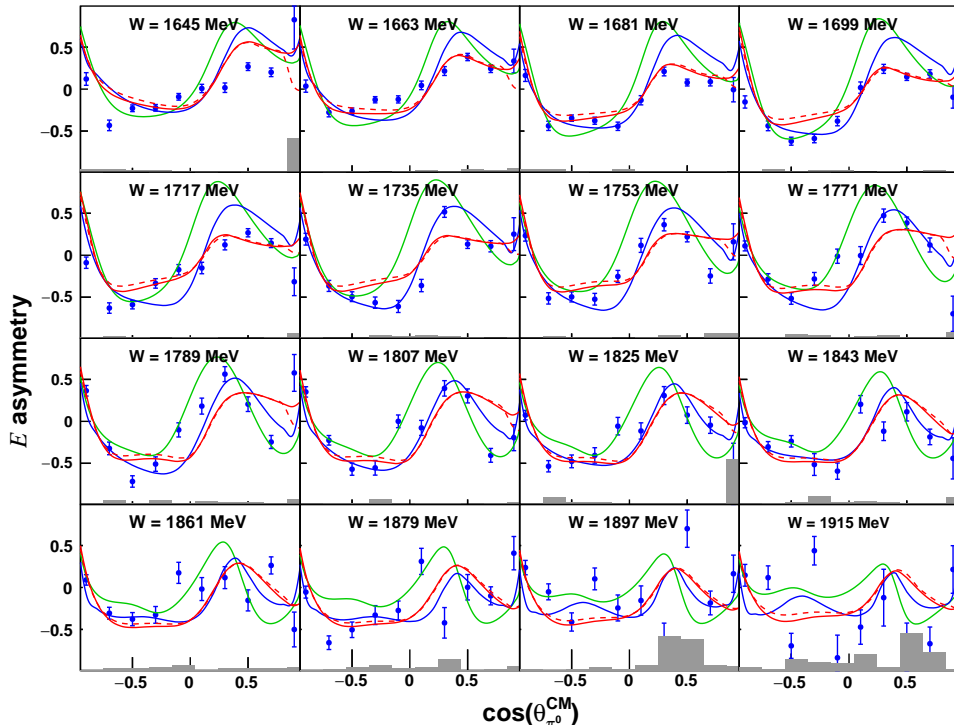 W = 1645 MeV W = 1663 MeV W = 1681 MeV W = 1699 MeV
0.5
0
−0.5
W = 1717 MeV W = 1735 MeV W = 1753 MeV W = 1771 MeV
0.5
0
−0.5
W = 1789 MeV W = 1807 MeV W = 1825 MeV W = 1843 MeV
0.5
0
−0.5
W = 1861 MeV W = 1879 MeV W = 1897 MeV W = 1915 MeV
0.5
0
−0.5
−0.5 0 0.5 −0.5 0 0.5 −0.5 0 0.5 −0.5 0 0.5
E asymmetry
cos(θ^CM_π⁰)